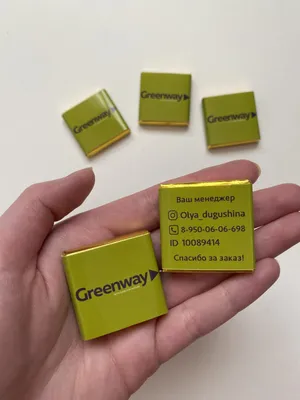 Greenway
Greenway
Greenway
Ваш менеджер
Olya_dugushina
8-950-06-06-698
ID 10089414
Спасибо за заказ!
Greenway